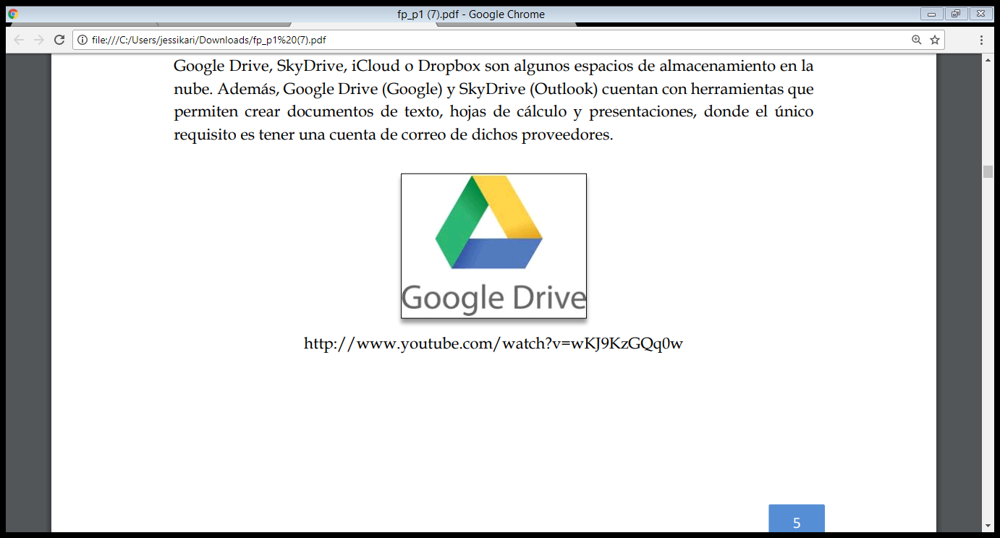 fp_p1 (7).pdf - Google Chrome
file:///C:/Users/jessikari/Downloads/fp_p1%20(7).pdf
Google Drive, SkyDrive, iCloud o Dropbox son algunos espacios de almacenamiento en la
nube. Además, Google Drive (Google) y SkyDrive (Outlook) cuentan con herramientas que
permiten crear documentos de texto, hojas de cálculo y presentaciones, donde el único
requisito es tener una cuenta de correo de dichos proveedores.
Google Drive
http://www.youtube.com/watch?v=wKJ9KzGQq0w
5